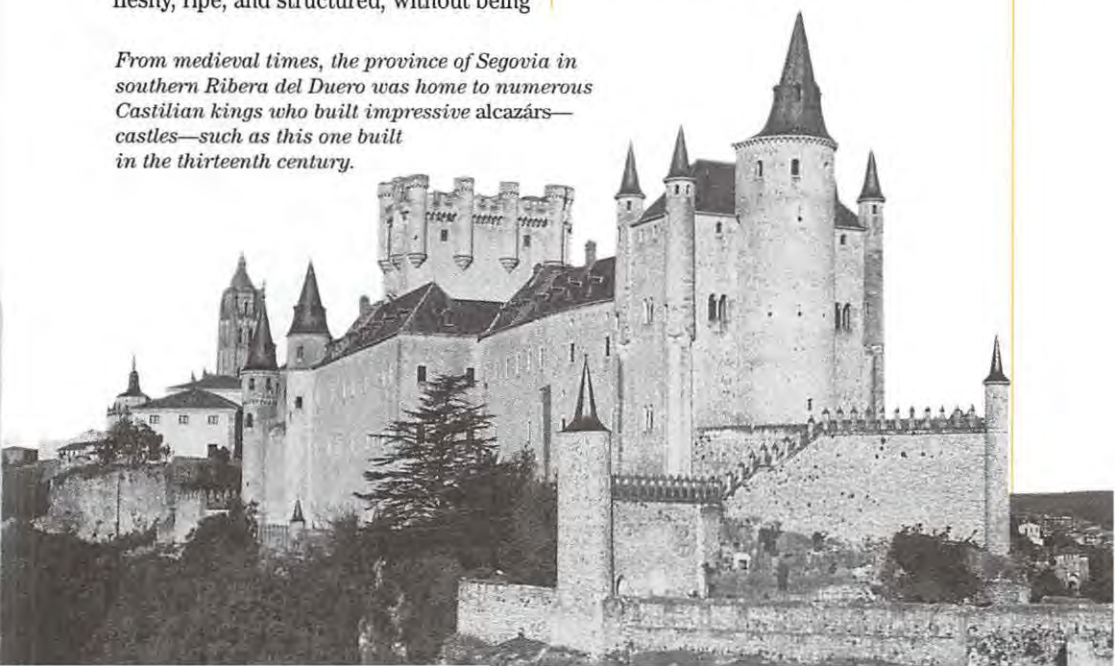 fleshy, ripe, and structured, without being
From medieval times, the province of Segovia in
southern Ribera del Duero was home to numerous
Castilian kings who built impressive alcazárs—
castles—such as this one built
in the thirteenth century.